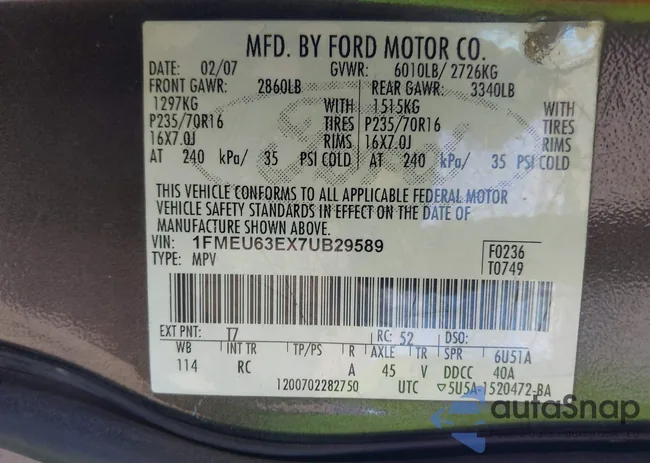 MFD. BY FORD MOTOR CO.
DATE: 02/07 GVWR: 6010LB/ 2726KG
FRONT GAWR: 2860LB REAR GAWR: 3340LB
1297KG WITH 1515KG WITH
P235/70R16 TIRES P235/70R16 TIRES
16X7.0J RIMS 16X7.0J RIMS
AT 240 kPa/ 35 PSI COLD AT 240 kPa/ 35 PSI COLD
THIS VEHICLE CONFORMS TO ALL APPLICABLE FEDERAL MOTOR
VEHICLE SAFETY STANDARDS IN EFFECT ON THE DATE OF
MANUFACTURE SHOWN ABOVE.
VIN: 1FMEU63EX7UB29589
TYPE: MPV
F0236
T0749
EXT PNT: T7 RC: 52 DSO:
WB INT TR TP/PS R AXLE TR SPR 6U51A
114 RC A 45 V DDCC 40A
1200702282750 UTC ▽5U5A-1520472-BA
autoSnap